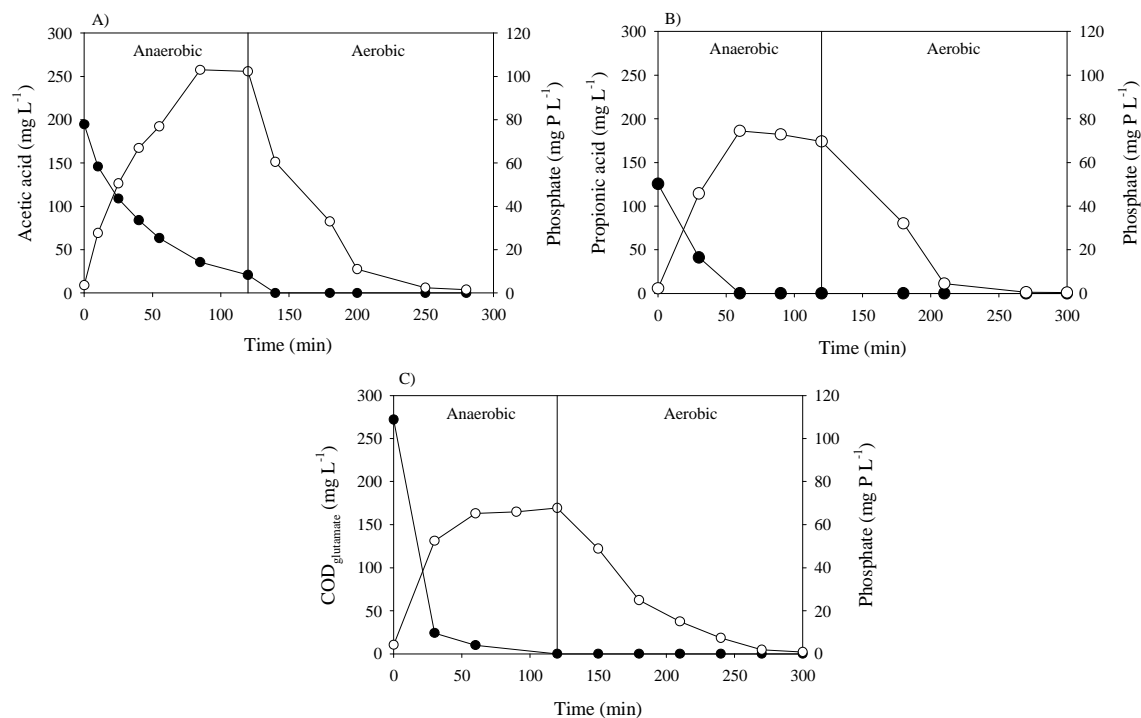 A)
300
250
200
150
100
50
0
Acetic acid (mg L⁻¹)
Anaerobic
Aerobic
120
100
80
60
40
20
0
Phosphate (mg P L⁻¹)
0 50 100 150 200 250 300
Time (min)
B)
300
250
200
150
100
50
0
Propionic acid (mg L⁻¹)
Anaerobic
Aerobic
120
100
80
60
40
20
0
Phosphate (mg P L⁻¹)
0 50 100 150 200 250 300
Time (min)
C)
300
250
200
150
100
50
0
COD_glutamate (mg L⁻¹)
Anaerobic
Aerobic
120
100
80
60
40
20
0
Phosphate (mg P L⁻¹)
0 50 100 150 200 250 300
Time (min)